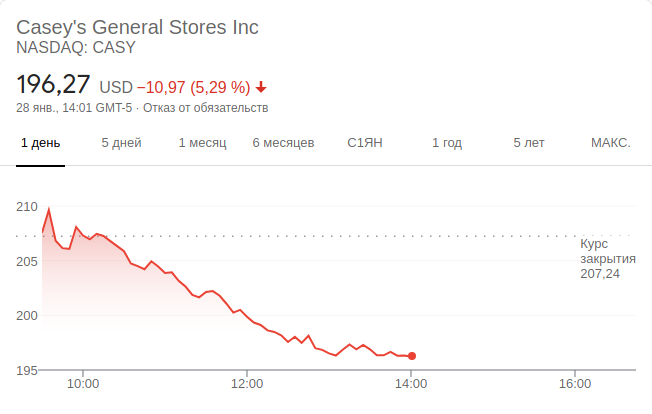 Casey's General Stores Inc
NASDAQ: CASY
196,27 USD −10,97 (5,29 %)
28 янв., 14:01 GMT-5 · Отказ от обязательств
1 день 5 дней 1 месяц 6 месяцев С1ЯН 1 год 5 лет МАКС.
210
Курс
закрытия
207,24
205
200
195
10:00 12:00 14:00 16:00